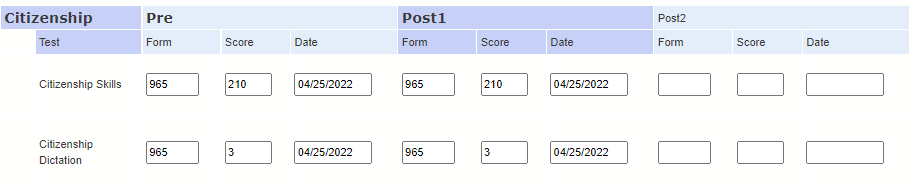 Citizenship Pre Post1 Post2
Test Form Score Date Form Score Date Form Score Date
Citizenship Skills 965 210 04/25/2022 965 210 04/25/2022
Citizenship
Dictation 965 3 04/25/2022 965 3 04/25/2022